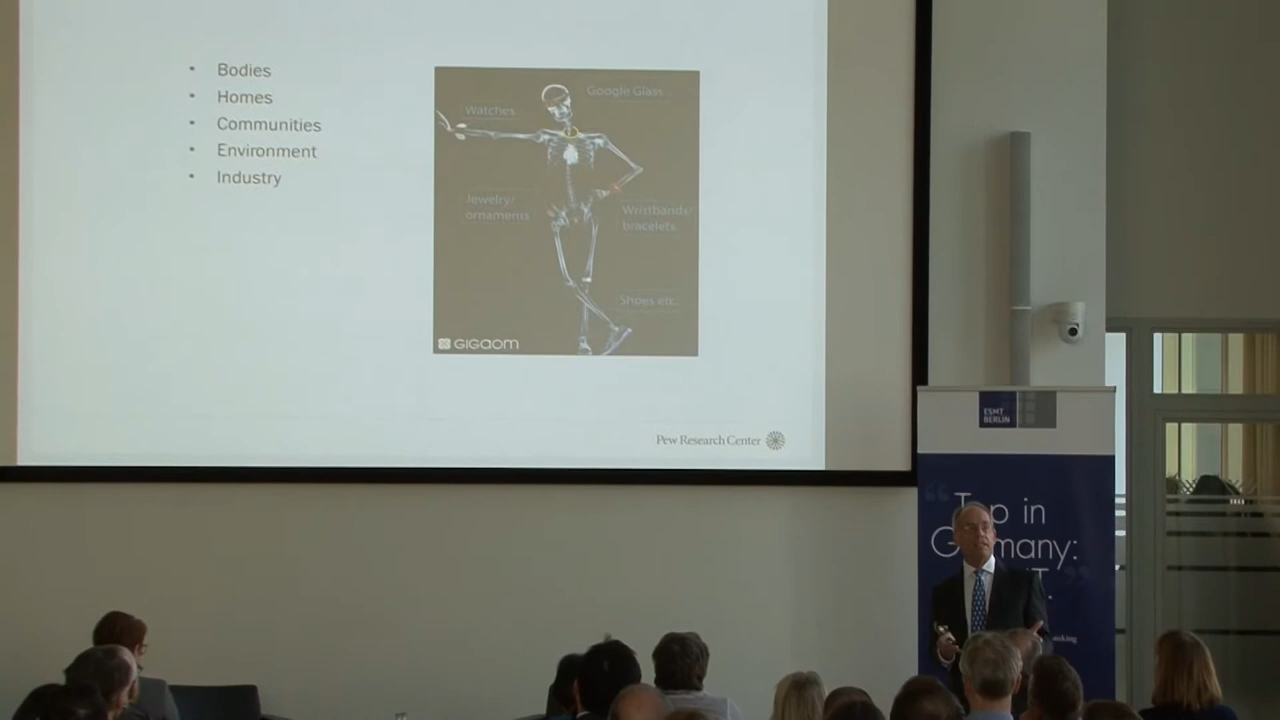 • Bodies
• Homes
• Communities
• Environment
• Industry
Google Glass
Watches
Jewelry/
ornaments
Wristbands/
bracelets
Shoes etc.
GIGAOM
Pew Research Center
ESMT
BERLIN
Top in
Germany: